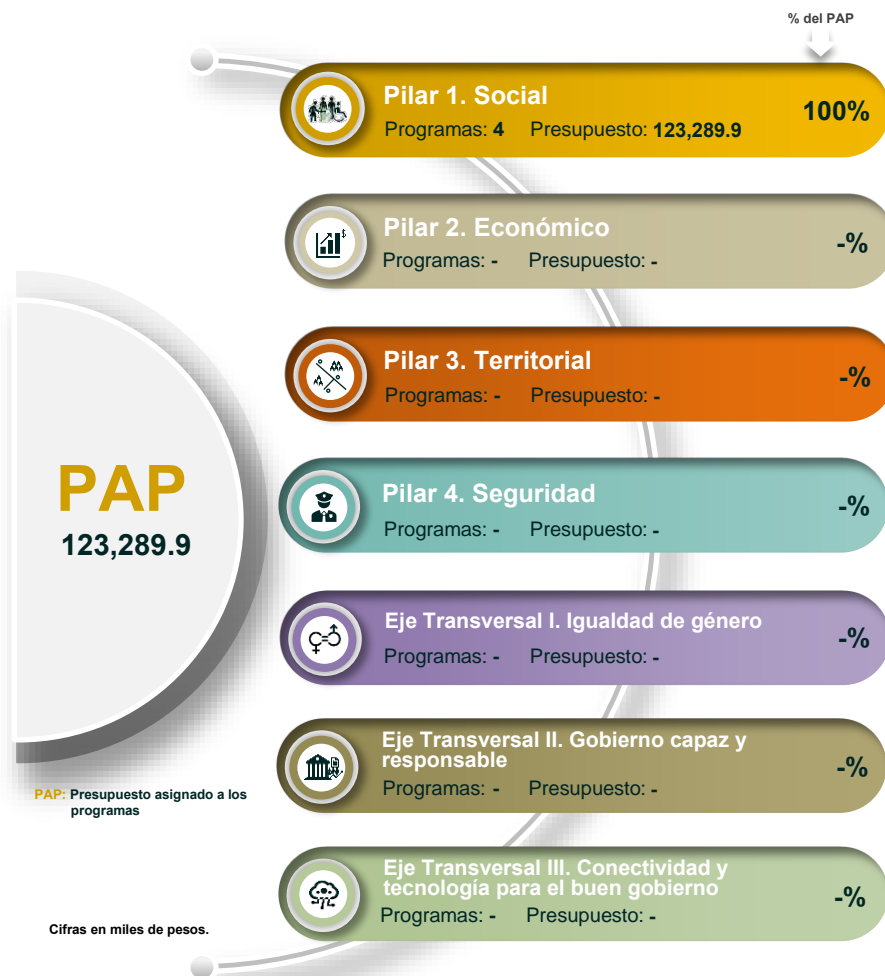 % del PAP
Pilar 1. Social
Programas: 4 Presupuesto: 123,289.9
100%
Pilar 2. Económico
Programas: - Presupuesto: -
-%
Pilar 3. Territorial
Programas: - Presupuesto: -
-%
PAP
123,289.9
Pilar 4. Seguridad
Programas: - Presupuesto: -
-%
Eje Transversal I. Igualdad de género
Programas: - Presupuesto: -
-%
Eje Transversal II. Gobierno capaz y
responsable
Programas: - Presupuesto: -
-%
PAP: Presupuesto asignado a los
programas
Eje Transversal III. Conectividad y
tecnología para el buen gobierno
Programas: - Presupuesto: -
-%
Cifras en miles de pesos.